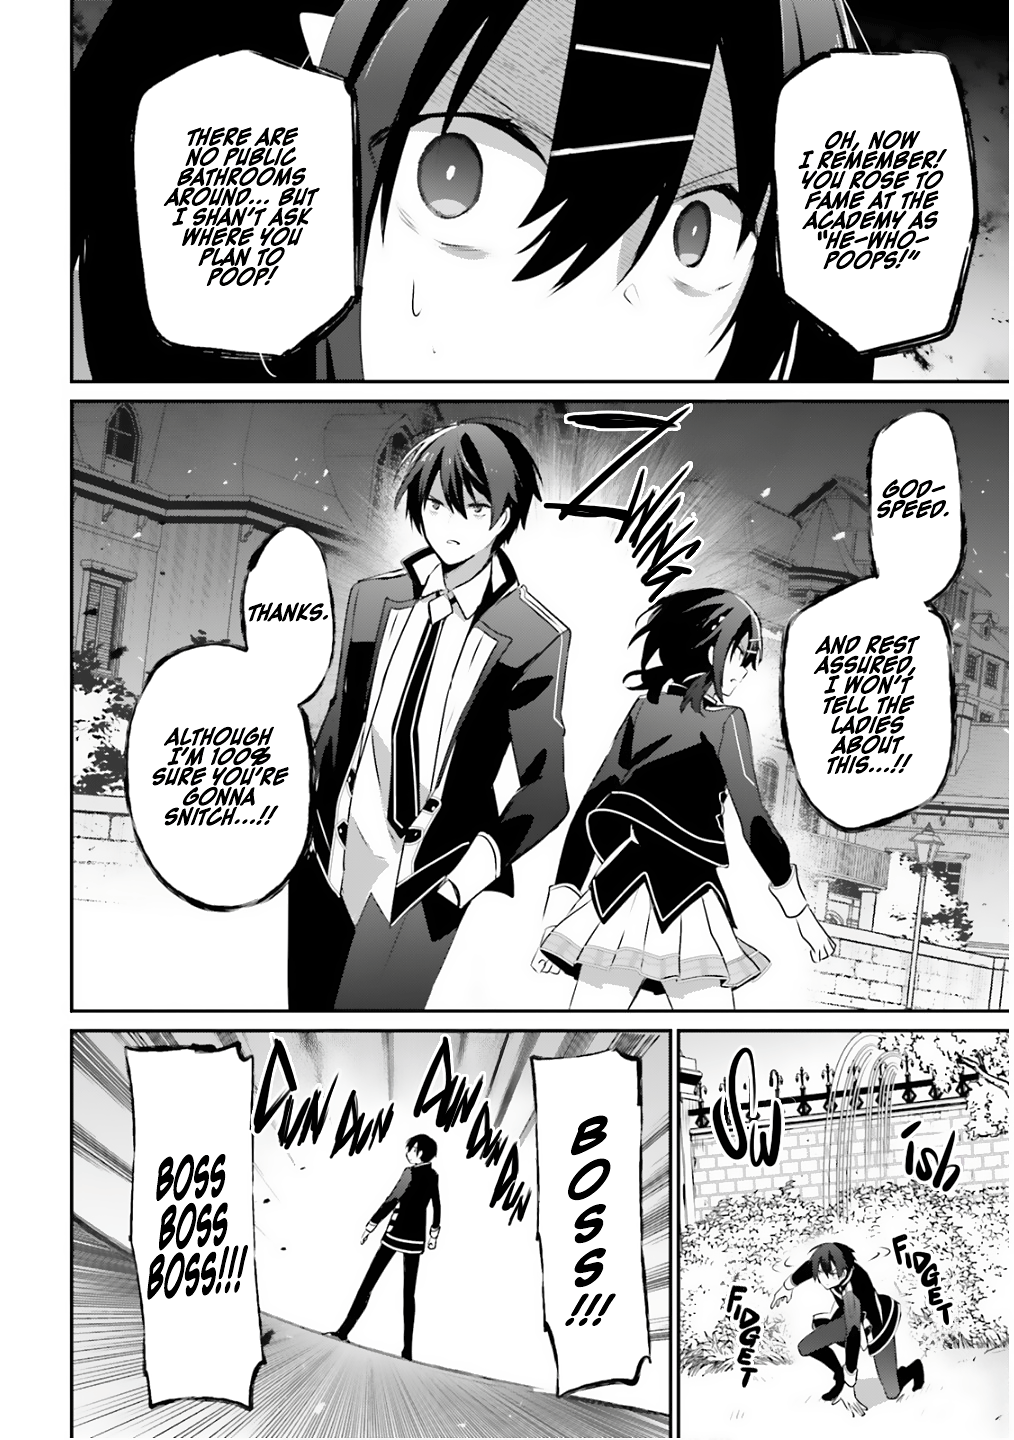 OH, NOW
I REMEMBER!
YOU ROSE TO
FAME AT THE
ACADEMY AS
"HE-WHO-
POOPS!"
THERE ARE
NO PUBLIC
BATHROOMS
AROUND... BUT
I SHAN'T ASK
WHERE YOU
PLAN TO
POOP!
GOD-
SPEED.
AND REST
ASSURED,
I WON'T
TELL THE
LADIES
ABOUT
THIS...!!
ZWING
THANKS.
ALTHOUGH
I'M 100%
SURE YOU'RE
GONNA
SNITCH...!!
SW
ISH
FIDGET
FIDGET
BOSS!!!
DUN
DUN
DUN
DUN
DUN
BOSS
BOSS
BOSS!!!